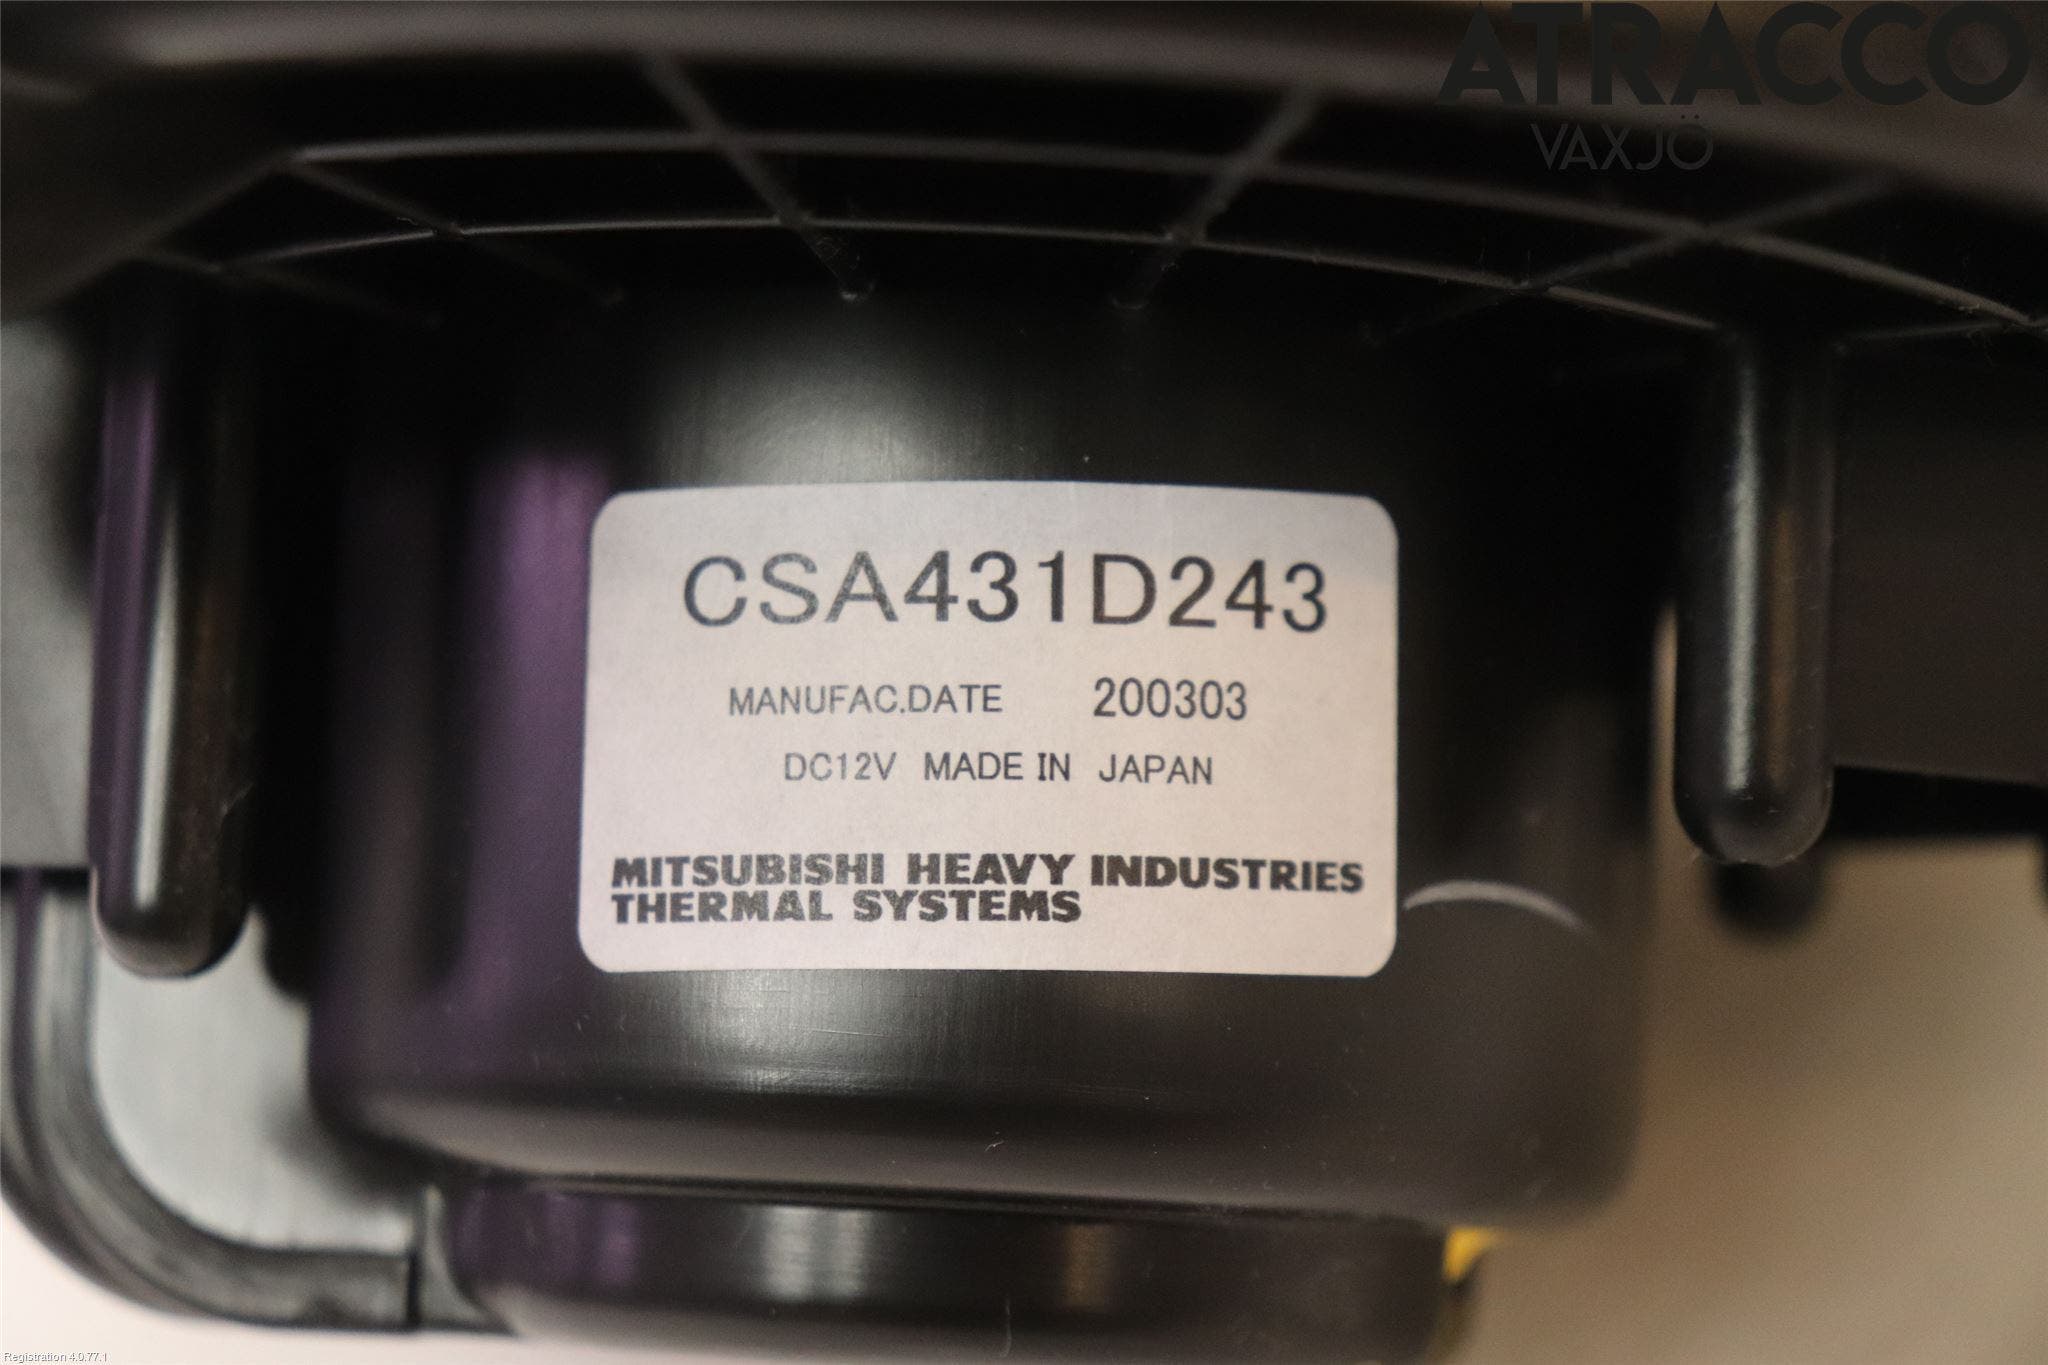 ATRACCO
VAXJÖ
CSA431D243
MANUFAC.DATE 200303
DC12V MADE IN JAPAN
MITSUBISHI HEAVY INDUSTRIES
THERMAL SYSTEMS
Registration 4.0.77.1